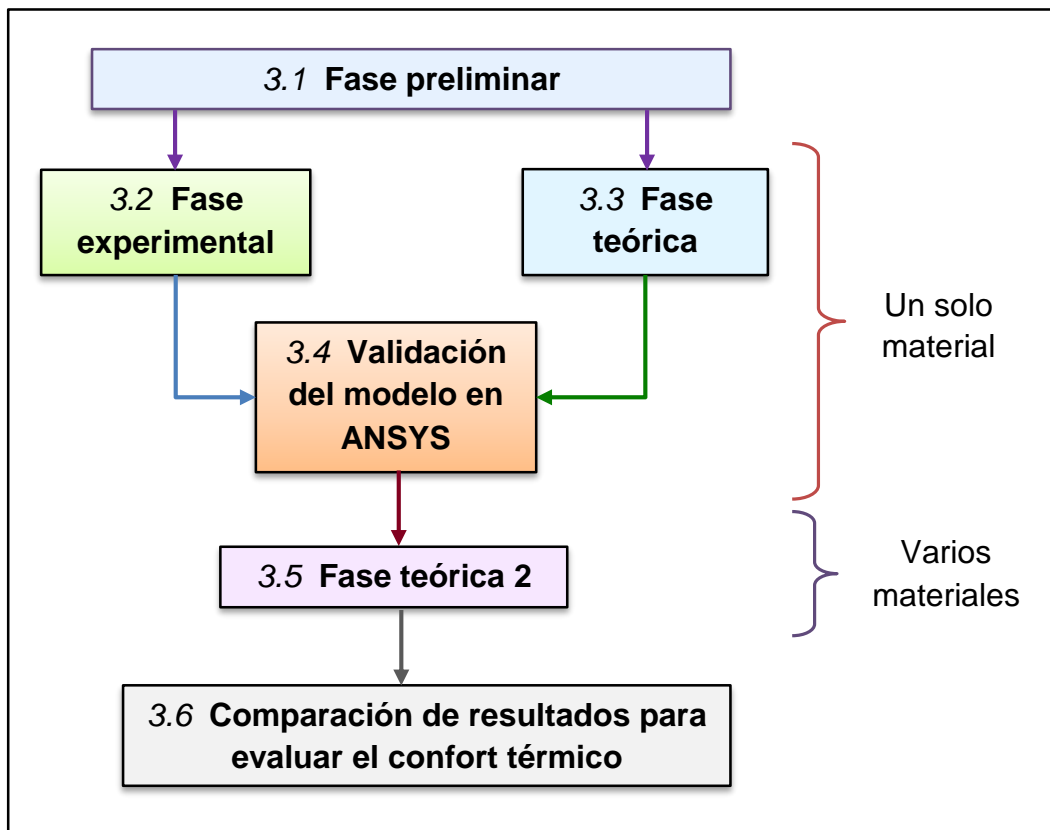 3.1 Fase preliminar
3.2 Fase
experimental
3.3 Fase
teórica
Un solo
material
3.4 Validación
del modelo en
ANSYS
3.5 Fase teórica 2
Varios
materiales
3.6 Comparación de resultados para
evaluar el confort térmico